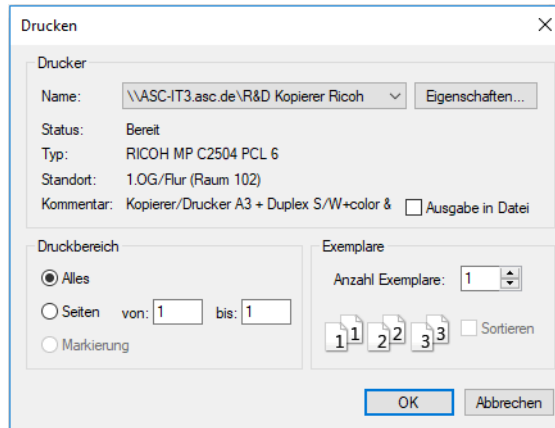 Drucken
Drucker
Name: \\ASC-IT3.asc.de\R&D Kopierer Ricoh Eigenschaften...
Status: Bereit
Typ: RICOH MP C2504 PCL 6
Standort: 1.OG/Flur (Raum 102)
Kommentar: Kopierer/Drucker A3 + Duplex S/W+color & Ausgabe in Datei
Druckbereich
Alles
Seiten von: 1 bis: 1
Markierung
Exemplare
Anzahl Exemplare: 1
1 1 2 2 3 3 Sortieren
OK Abbrechen